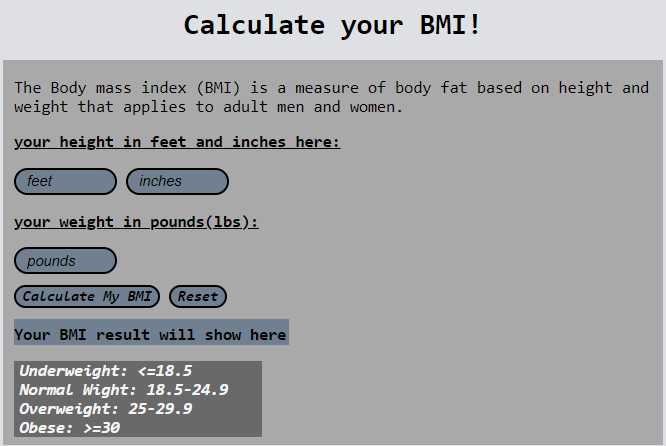 Calculate your BMI!
The Body mass index (BMI) is a measure of body fat based on height and
weight that applies to adult men and women.
your height in feet and inches here:
feet inches
your weight in pounds(lbs):
pounds
Calculate My BMI Reset
Your BMI result will show here
Underweight: <=18.5
Normal Wight: 18.5-24.9
Overweight: 25-29.9
Obese: >=30